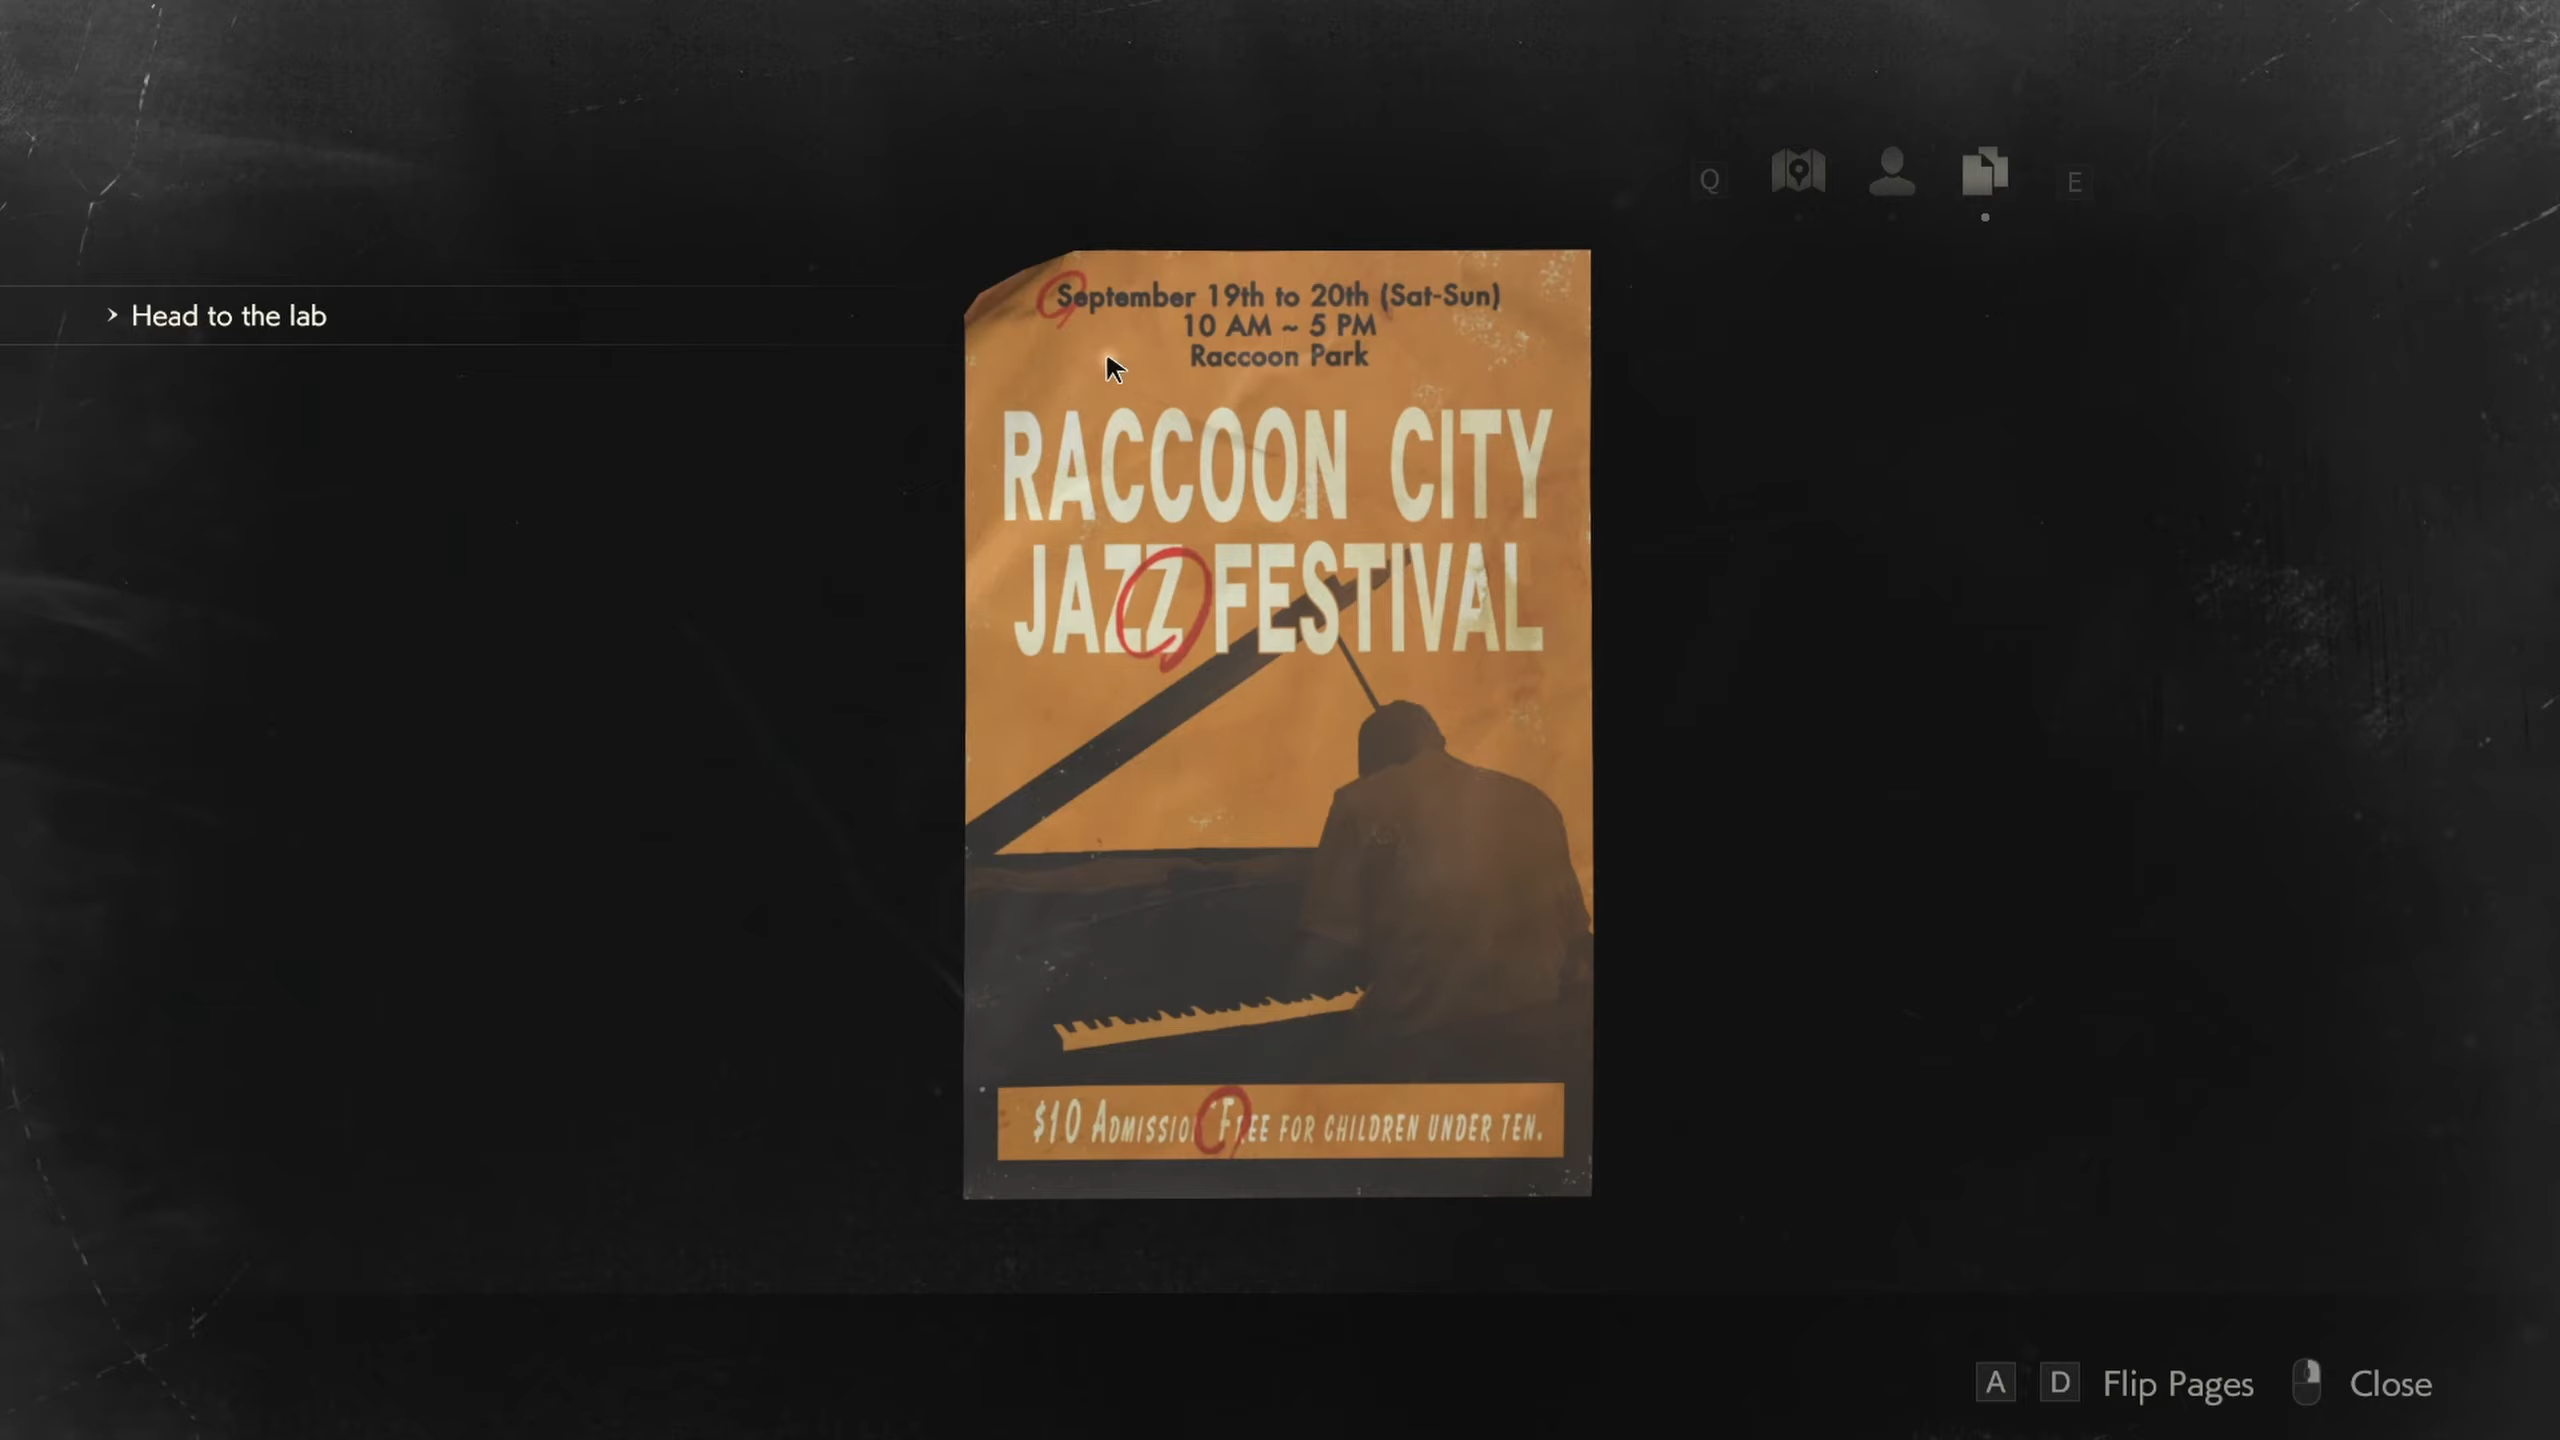 Q
E
> Head to the lab
September 19th to 20th (Sat-Sun)
10 AM ~ 5 PM
Raccoon Park
RACCOON CITY
JAZZ FESTIVAL
$10 ADMISSION FREE FOR CHILDREN UNDER TEN.
A D Flip Pages Close